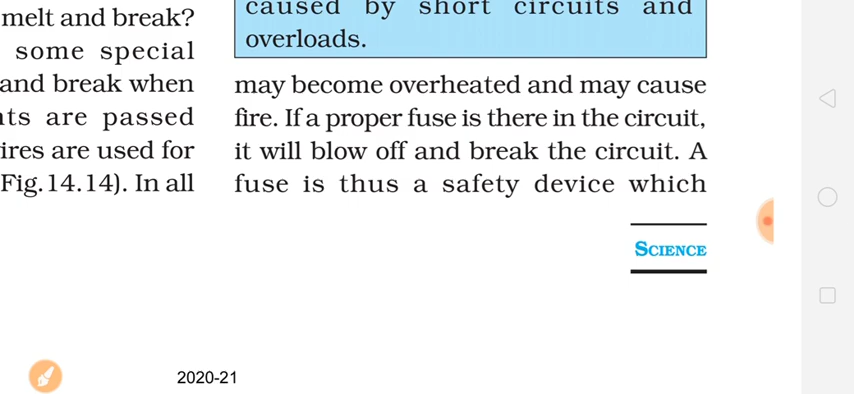 melt and break?
some special
and break when
are passed
are used for
Fig.14.14). In all
caused by short circuits and
overloads.
may become overheated and may cause
fire. If a proper fuse is there in the circuit,
it will blow off and break the circuit. A
fuse is thus a safety device which
SCIENCE
2020-21